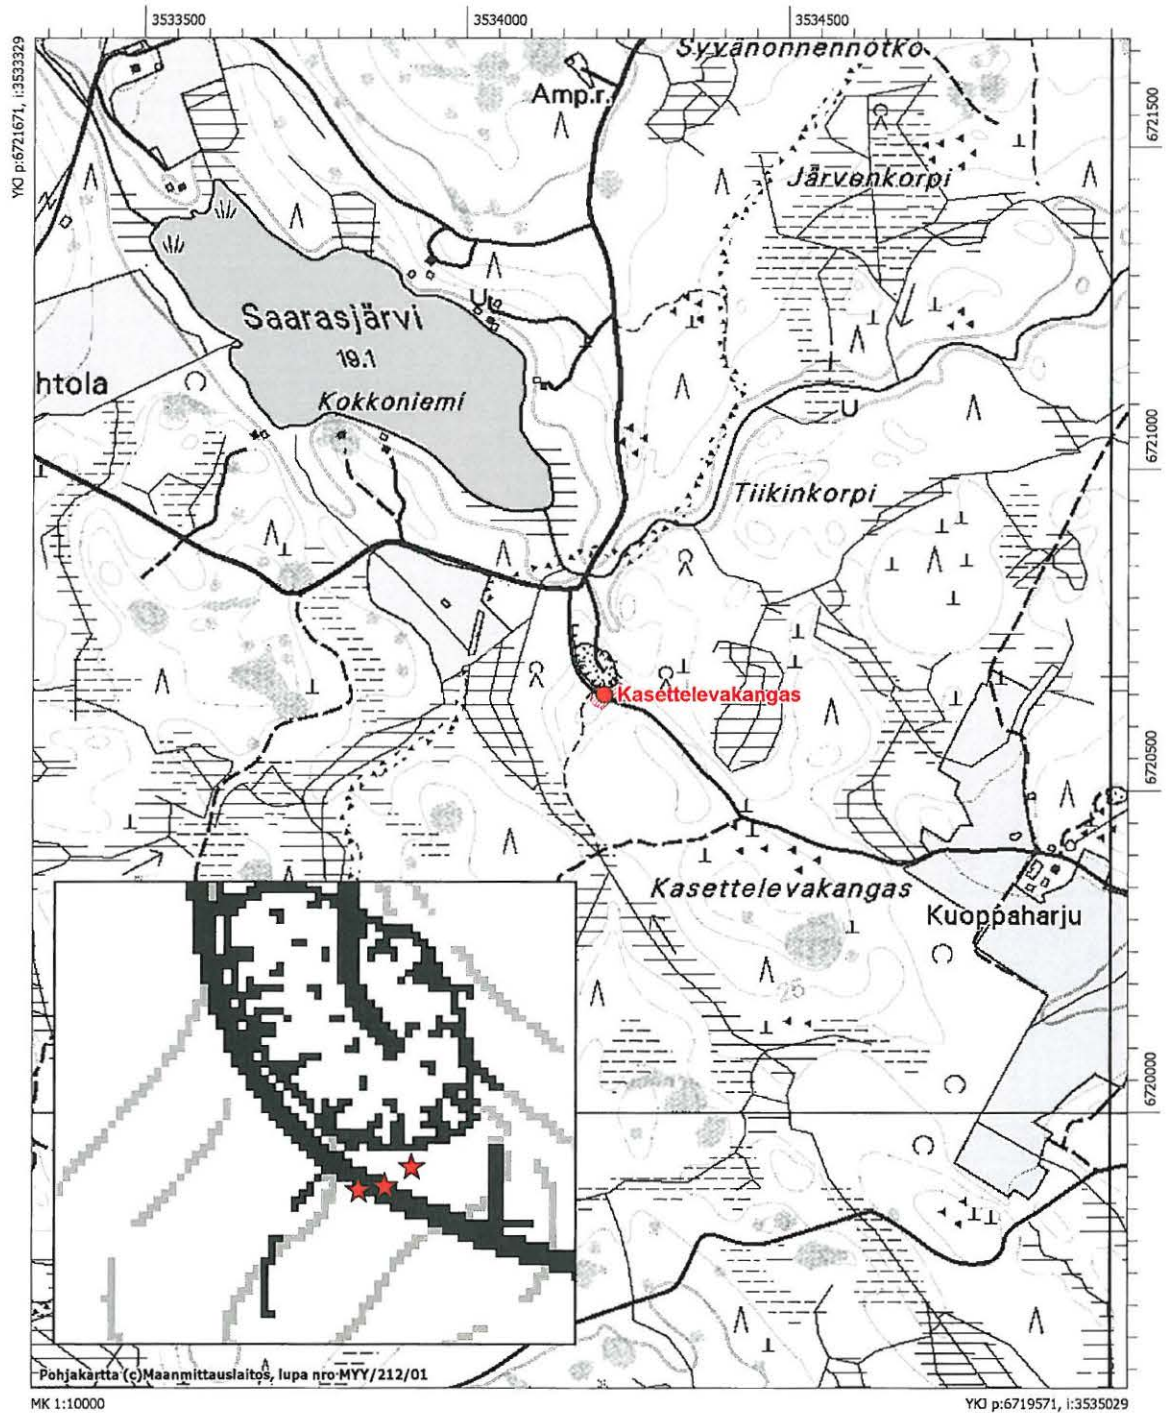 3533500 3534000 3534500
YKJ p:6721671, i:3533329
Syvänonnennotko
Amp.r.
6721500
Järvenkorpi
U
Saarasjärvi
19.1
htola
Kokkoniemi
U
6721000
Tiikinkorpi
Kasettelevakangas
6720500
Kasettelevakangas
Kuoppaharju
25
6720000
Pohjakartta (c)Maanmittauslaitos, lupa nro MYY/212/01
MK 1:10000
YKJ p:6719571, i:3535029